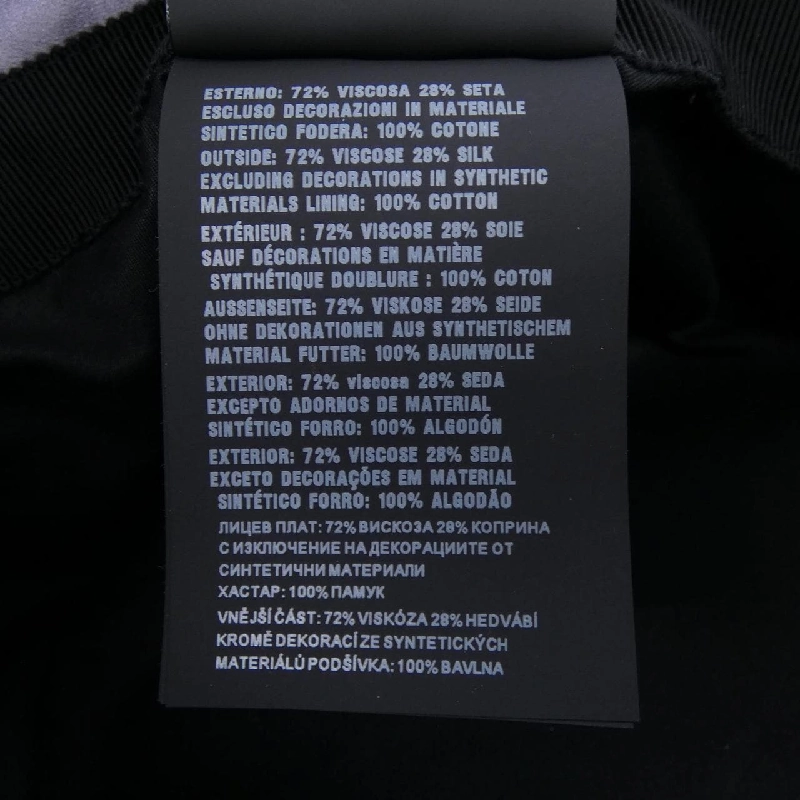 ESTERNO: 72% VISCOSA 28% SETA
ESCLUSO DECORAZIONI IN MATERIALE
SINTETICO FODERA: 100% COTONE
OUTSIDE: 72% VISCOSE 28% SILK
EXCLUDING DECORATIONS IN SYNTHETIC
MATERIALS LINING: 100% COTTON
EXTÉRIEUR : 72% VISCOSE 28% SOIE
SAUF DÉCORATIONS EN MATIÈRE
SYNTHÉTIQUE DOUBLURE : 100% COTON
AUSSENSEITE: 72% VISKOSE 28% SEIDE
OHNE DEKORATIONEN AUS SYNTHETISCHEM
MATERIAL FUTTER: 100% BAUMWOLLE
EXTERIOR: 72% viscosa 28% SEDA
EXCEPTO ADORNOS DE MATERIAL
SINTÉTICO FORRO: 100% ALGODÓN
EXTERIOR: 72% VISCOSE 28% SEDA
EXCETO DECORAÇÕES EM MATERIAL
SINTÉTICO FORRO: 100% ALGODÃO
ЛИЦЕВ ПЛАТ: 72% ВИСКОЗА 28% КОПРИНА
С ИЗКЛЮЧЕНИЕ НА ДЕКОРАЦИИТЕ ОТ
СИНТЕТИЧНИ МАТЕРИАЛИ
ХАСТАР: 100% ПАМУК
VNĚJŠÍ ČÁST: 72% VISKÓZA 28% HEDVÁBÍ
KROMĚ DEKORACÍ ZE SYNTETICKÝCH
MATERIÁLŮ PODŠÍVKA: 100% BAVLNA